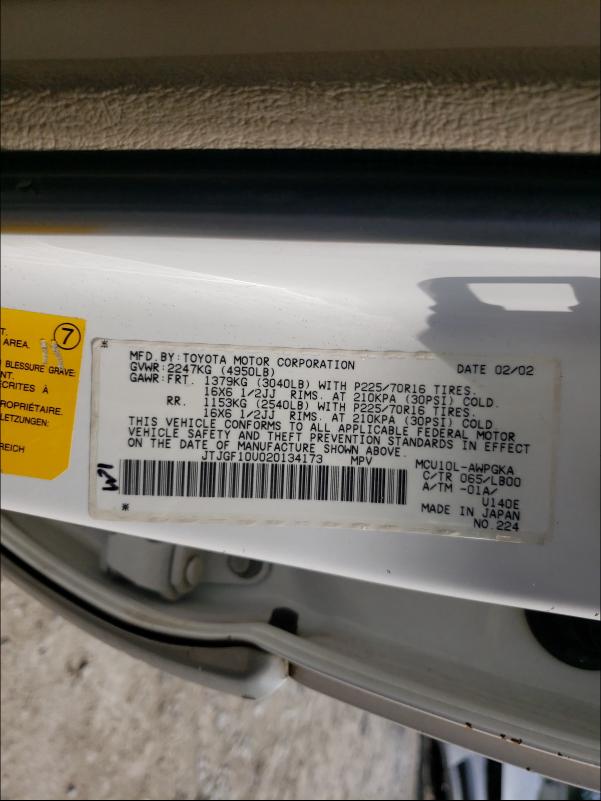 7
T.
AREA.
N BLESSURE GRAVE
ENT.
CRITES À
PROPRIÉTAIRE.
LETZUNGEN:
REICH
MFD.BY:TOYOTA MOTOR CORPORATION DATE 02/02
GVWR:2247KG (4950LB)
GAWR:FRT. 1379KG (3040LB) WITH P225/70R16 TIRES.
16X6 1/2JJ RIMS. AT 210KPA (30PSI) COLD.
RR. 1153KG (2540LB) WITH P225/70R16 TIRES.
16X6 1/2JJ RIMS. AT 210KPA (30PSI) COLD.
THIS VEHICLE CONFORMS TO ALL APPLICABLE FEDERAL MOTOR
VEHICLE SAFETY AND THEFT PREVENTION STANDARDS IN EFFECT
ON THE DATE OF MANUFACTURE SHOWN ABOVE.
JTJGF10U020134173 MPV
MCU10L-AWPGKA
C/TR 065/LB00
A/TM -01A/
U140E
MADE IN JAPAN
NO.224